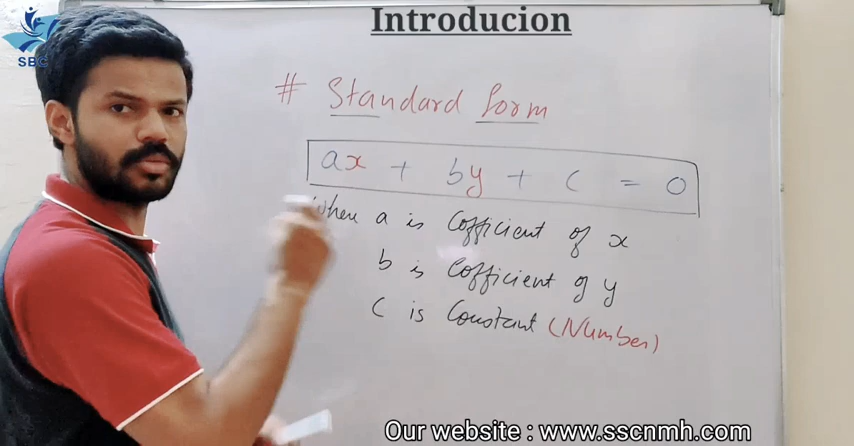 Introducion
SBC
# Standard form
ax + by + c = 0
where a is Cofficient of x
b is Cofficient of y
c is Constant (Number)
Our website : www.sscnmh.com